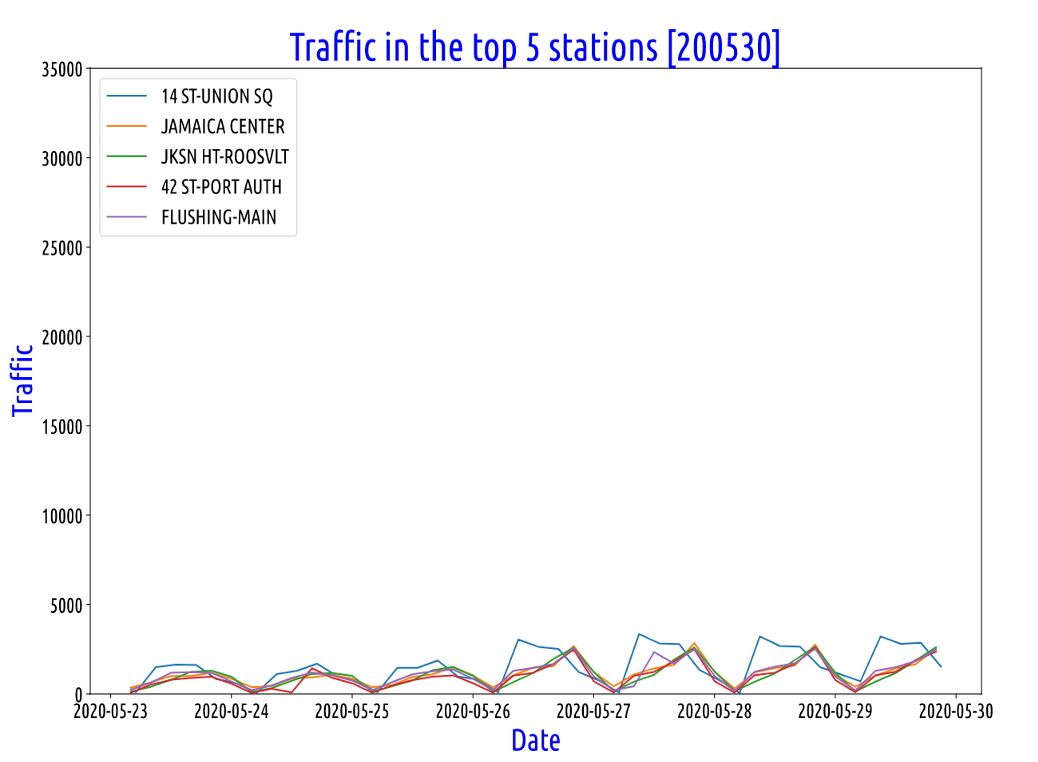 Traffic in the top 5 stations [200530]
35000
30000
25000
20000
15000
10000
5000
0
Traffic
14 ST-UNION SQ
JAMAICA CENTER
JKSN HT-ROOSVLT
42 ST-PORT AUTH
FLUSHING-MAIN
2020-05-23 2020-05-24 2020-05-25 2020-05-26 2020-05-27 2020-05-28 2020-05-29 2020-05-30
Date